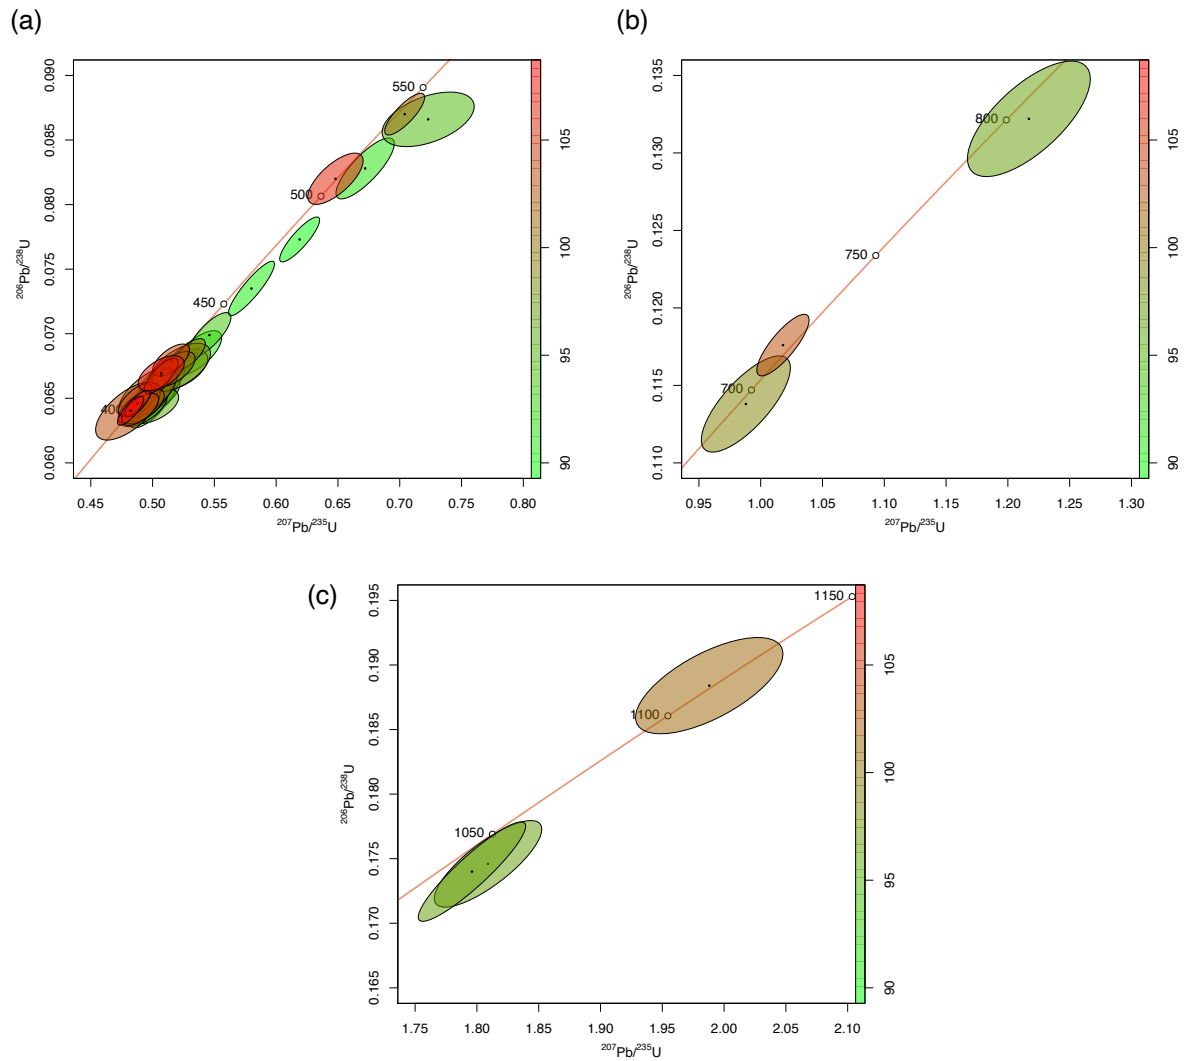 (a)
(b)
0.060 0.065 0.070 0.075 0.080 0.085 0.090
²⁰⁶Pb/²³⁸U
400
450
500
550
90 95 100 105
0.45 0.50 0.55 0.60 0.65 0.70 0.75 0.80
²⁰⁷Pb/²³⁵U
0.110 0.115 0.120 0.125 0.130 0.135
²⁰⁶Pb/²³⁸U
700
750
800
90 95 100 105
0.95 1.00 1.05 1.10 1.15 1.20 1.25 1.30
²⁰⁷Pb/²³⁵U
(c)
0.165 0.170 0.175 0.180 0.185 0.190 0.195
²⁰⁶Pb/²³⁸U
1050
1100
1150
90 95 100 105
1.75 1.80 1.85 1.90 1.95 2.00 2.05 2.10
²⁰⁷Pb/²³⁵U